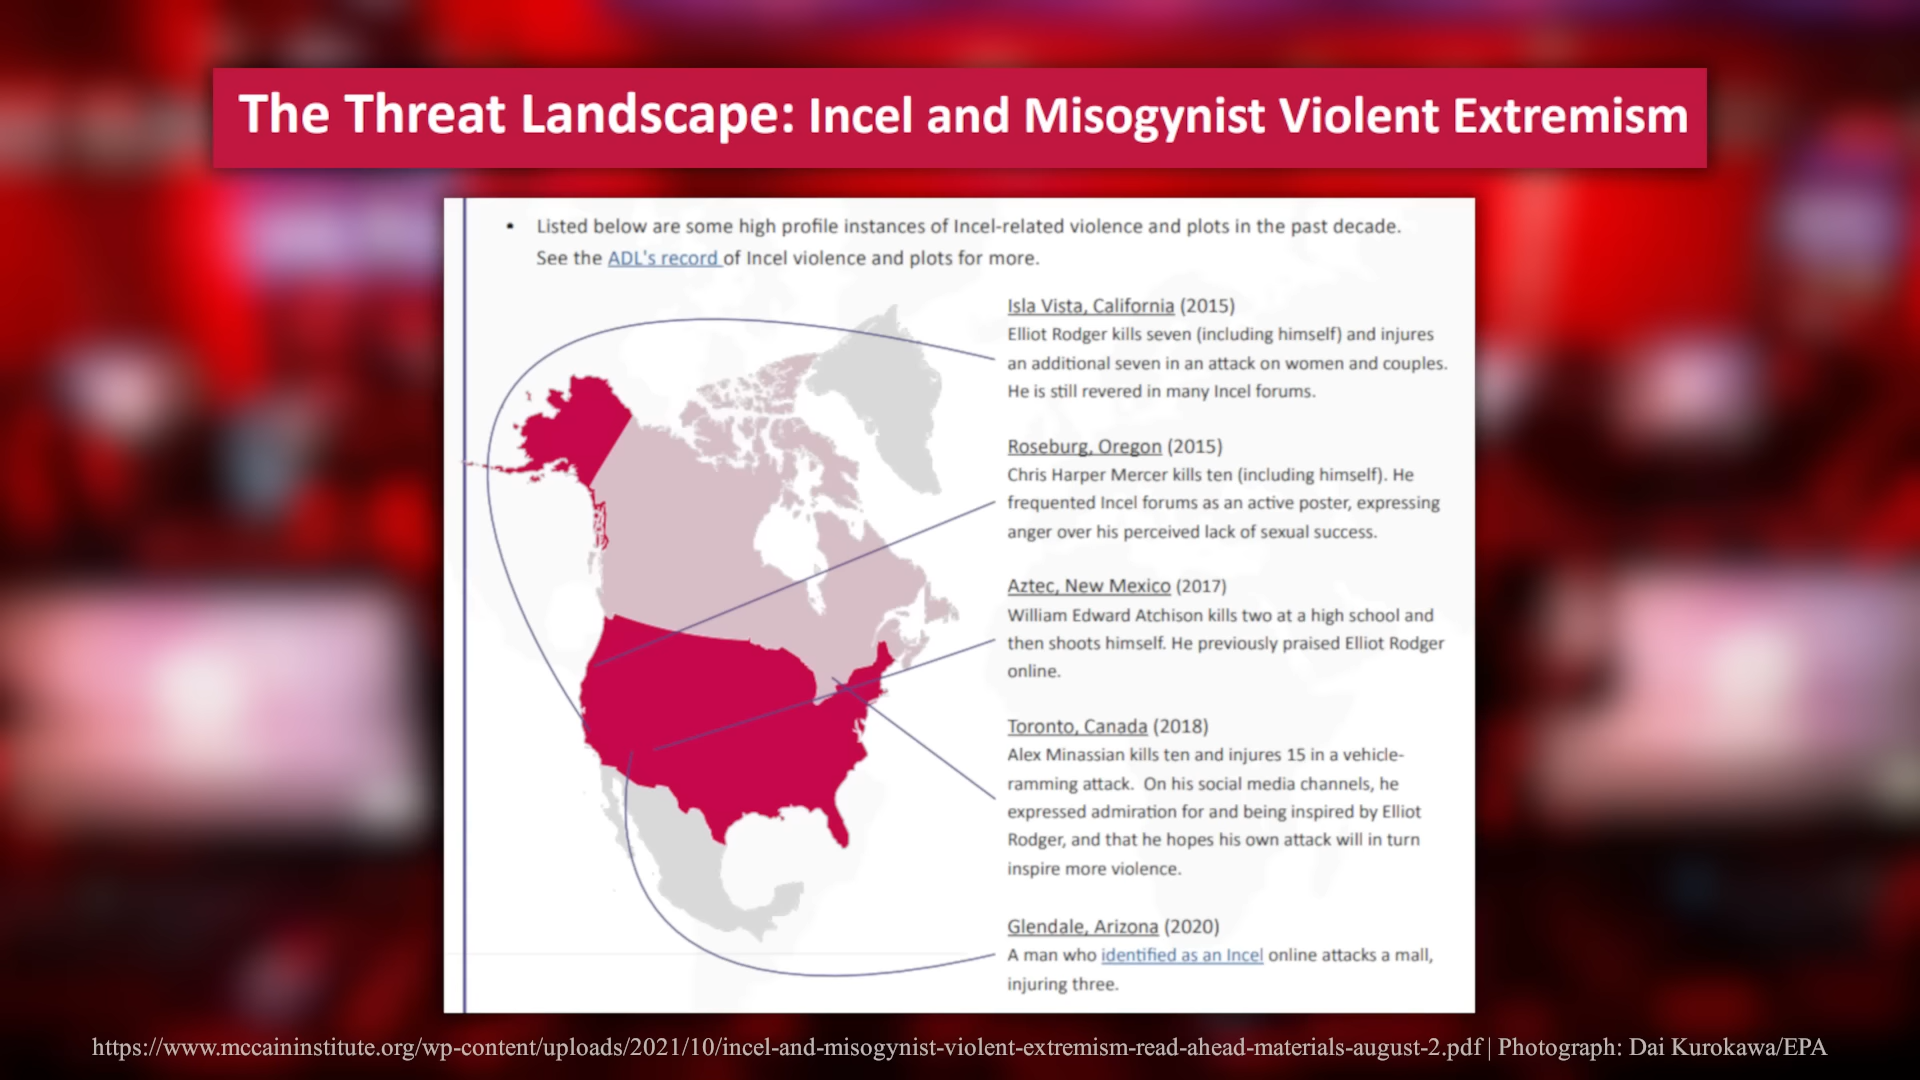 The Threat Landscape: Incel and Misogynist Violent Extremism
• Listed below are some high profile instances of Incel-related violence and plots in the past decade.
See the ADL's record of Incel violence and plots for more.
Isla Vista, California (2015)
Elliot Rodger kills seven (including himself) and injures
an additional seven in an attack on women and couples.
He is still revered in many Incel forums.
Roseburg, Oregon (2015)
Chris Harper Mercer kills ten (including himself). He
frequented Incel forums as an active poster, expressing
anger over his perceived lack of sexual success.
Aztec, New Mexico (2017)
William Edward Atchison kills two at a high school and
then shoots himself. He previously praised Elliot Rodger
online.
Toronto, Canada (2018)
Alex Minassian kills ten and injures 15 in a vehicle-
ramming attack. On his social media channels, he
expressed admiration for and being inspired by Elliot
Rodger, and that he hopes his own attack will in turn
inspire more violence.
Glendale, Arizona (2020)
A man who identified as an Incel online attacks a mall,
injuring three.
https://www.mccaininstitute.org/wp-content/uploads/2021/10/incel-and-misogynist-violent-extremism-read-ahead-materials-august-2.pdf | Photograph: Dai Kurokawa/EPA